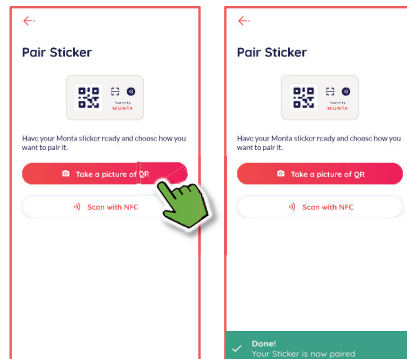 Pair Sticker
Powered by
MONTA
Have your Monta sticker ready and choose how you
want to pair it.
Take a picture of QR
Scan with NFC
Pair Sticker
Powered by
MONTA
Have your Monta sticker ready and choose how you
want to pair it.
Take a picture of QR
Scan with NFC
Done!
Your Sticker is now paired